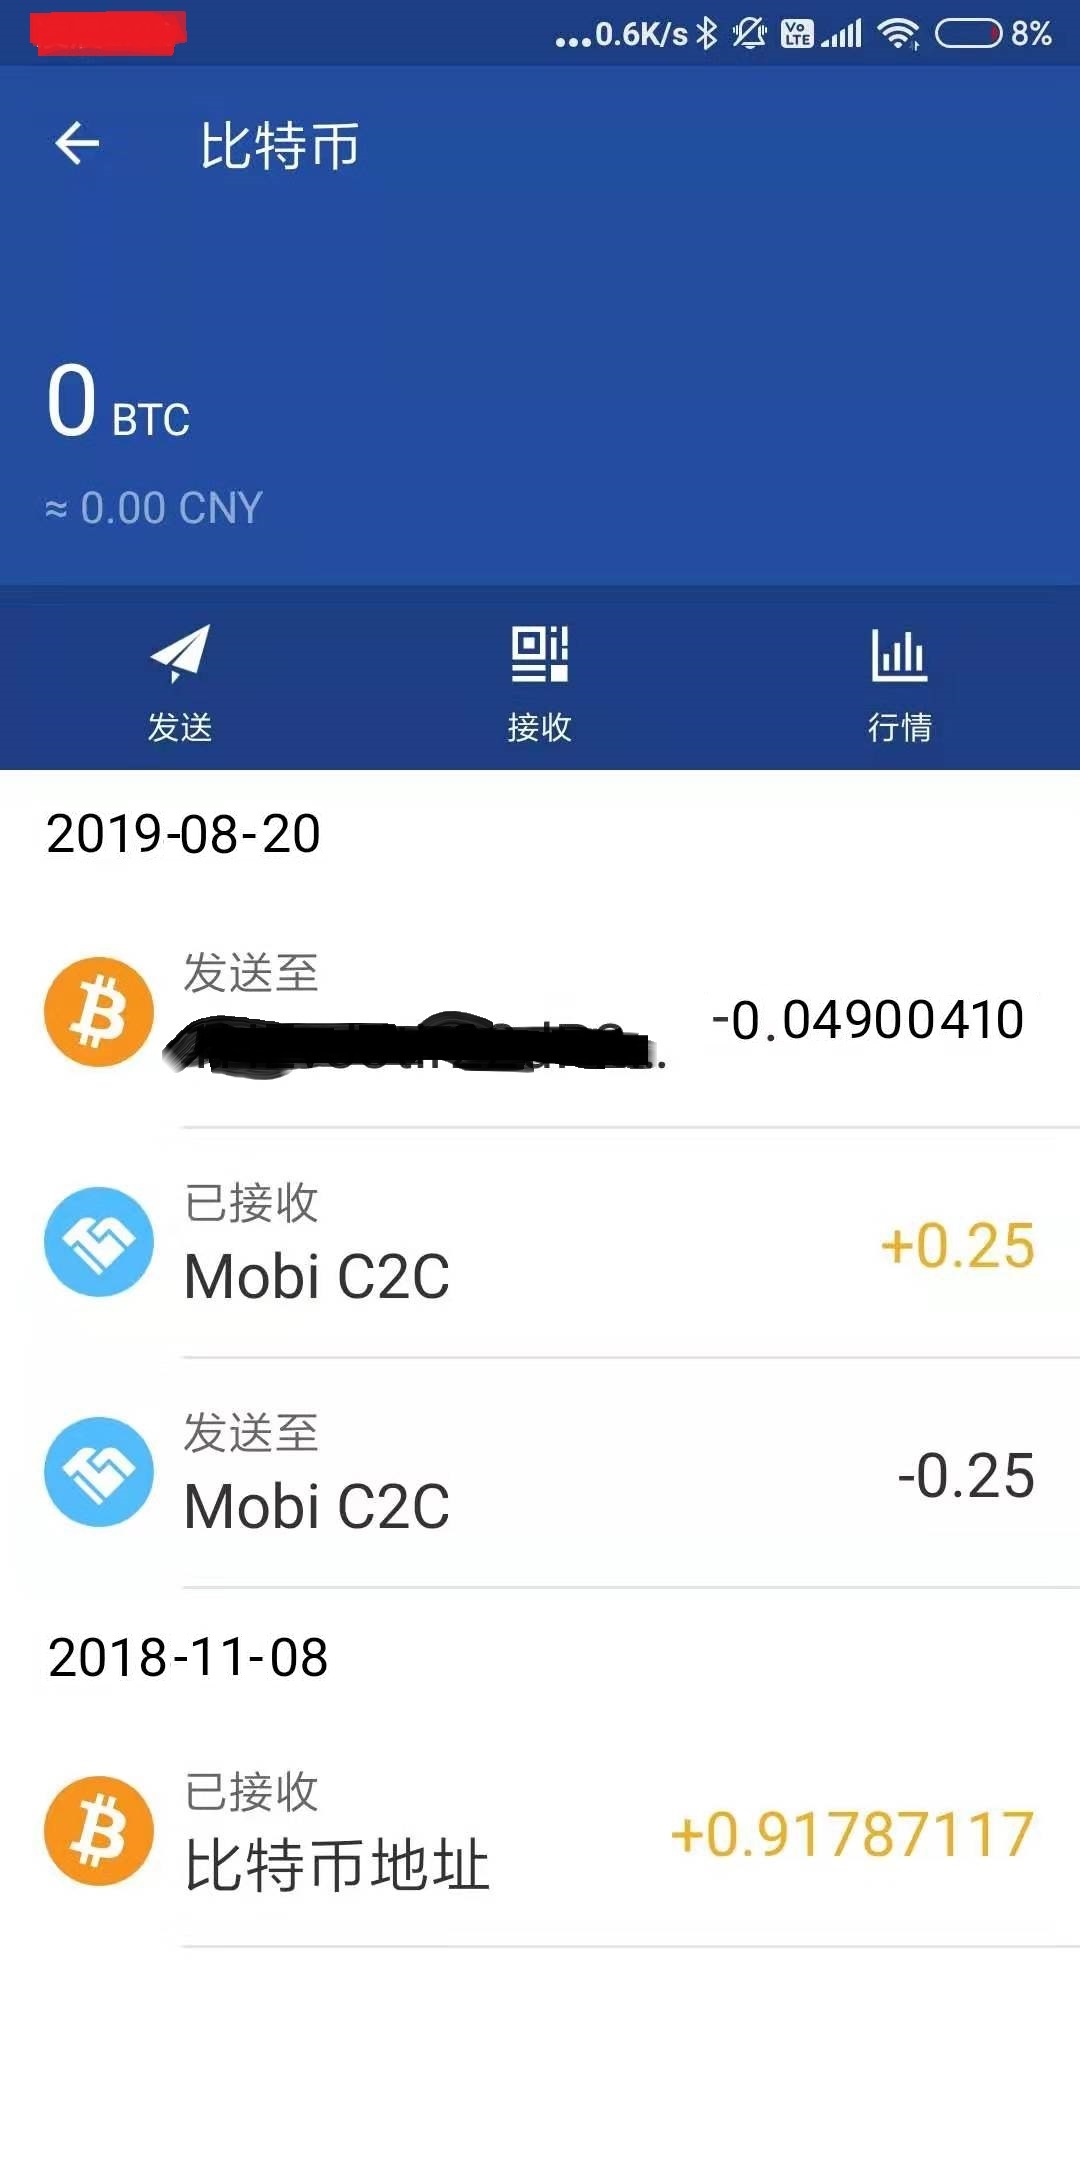 ...0.6K/s Vo LTE 8%
比特币
0 BTC
≈ 0.00 CNY
发送 接收 行情
2019-08-20
发送至
-0.04900410
已接收
Mobi C2C
+0.25
发送至
Mobi C2C
-0.25
2018-11-08
已接收
比特币地址
+0.91787117